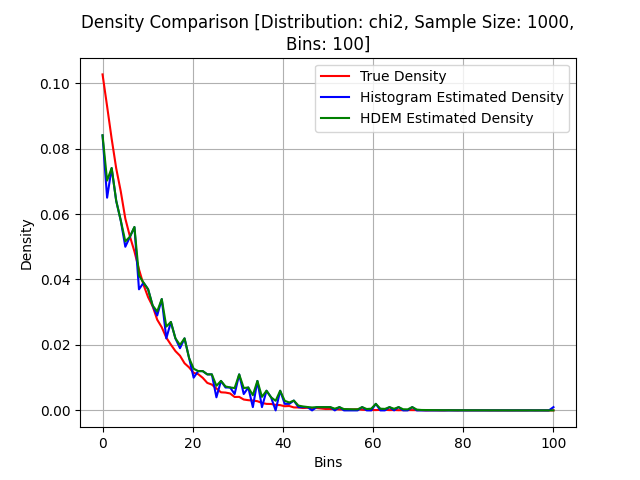 Density Comparison [Distribution: chi2, Sample Size: 1000,
Bins: 100]
True Density
Histogram Estimated Density
HDEM Estimated Density
Density
0.10
0.08
0.06
0.04
0.02
0.00
0 20 40 60 80 100
Bins